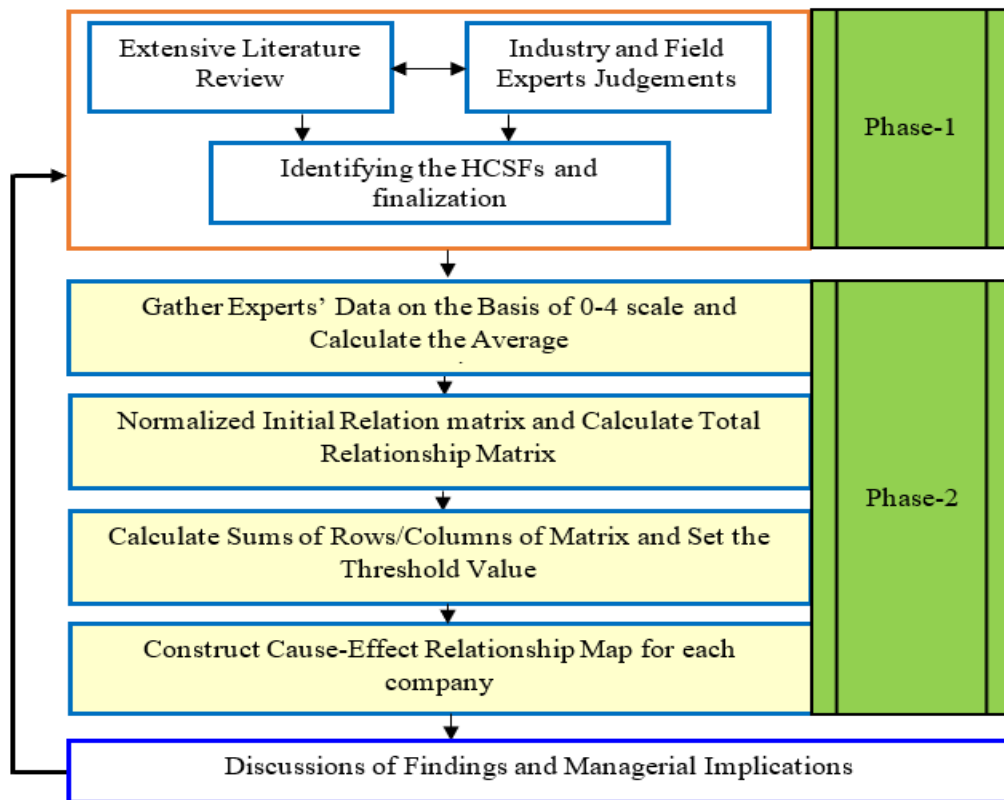 Extensive Literature
Review
Industry and Field
Experts Judgements
Identifying the HCSFs and
finalization
Phase-1
Gather Experts’ Data on the Basis of 0-4 scale and
Calculate the Average
.
Normalized Initial Relation matrix and Calculate Total
Relationship Matrix
Calculate Sums of Rows/Columns of Matrix and Set the
Threshold Value
Construct Cause-Effect Relationship Map for each
company
Phase-2
Discussions of Findings and Managerial Implications